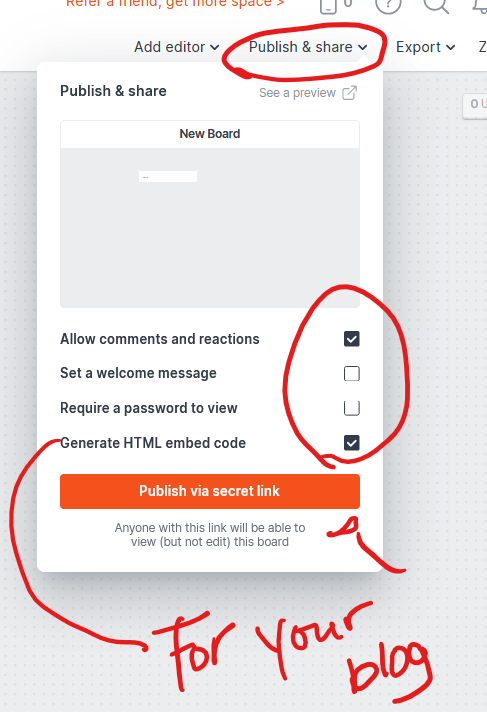 Refer a friend, get more space >
0
Add editor Publish & share Export
Publish & share
See a preview
0 U
New Board
Allow comments and reactions
Set a welcome message
Require a password to view
Generate HTML embed code
Publish via secret link
Anyone with this link will be able to
view (but not edit) this board
For your
blog